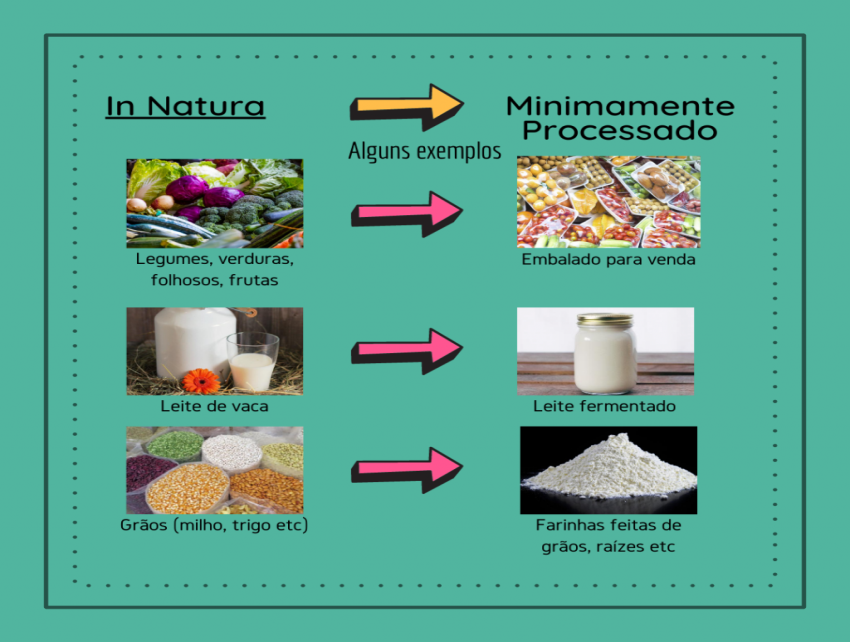 In Natura
Minimamente
Processado
Alguns exemplos
Legumes, verduras,
folhosos, frutas
Embalado para venda
Leite de vaca
Leite fermentado
Grãos (milho, trigo etc)
Farinhas feitas de
grãos, raízes etc